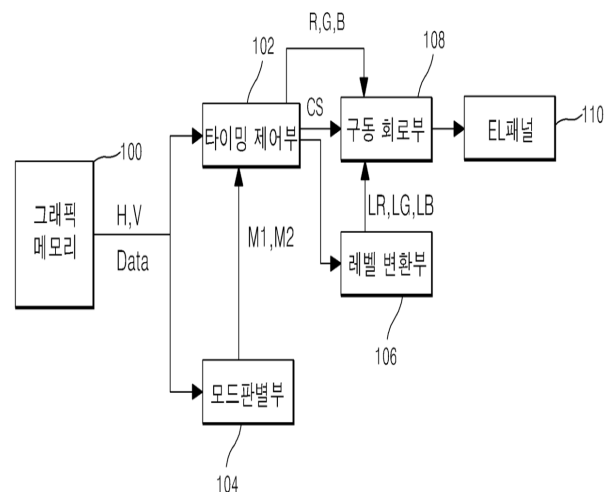 R,G,B
102
108
CS
110
타이밍 제어부
구동 회로부
EL패널
100
그래픽
메모리
H,V
Data
M1,M2
LR,LG,LB
레벨 변환부
106
모드판별부
104